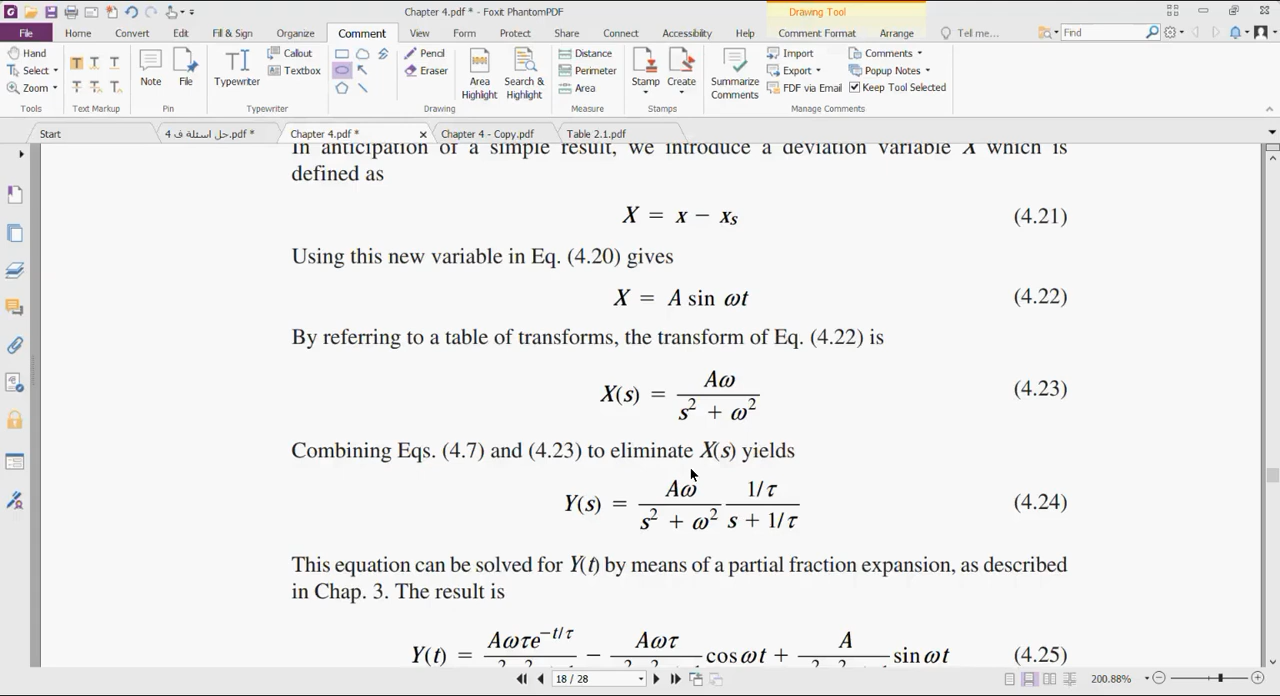 Chapter 4.pdf * - Foxit PhantomPDF
Drawing Tool
File Home Convert Edit Fill & Sign Organize Comment View Form Protect Share Connect Accessibility Help Comment Format Arrange Tell me... Find
Hand
Select
Zoom
Tools
Text Markup
Note
File
Pin
Typewriter
Callout
Textbox
Typewriter
Pencil
Eraser
Area Highlight
Search & Highlight
Drawing
Distance
Perimeter
Area
Measure
Stamp
Create
Stamps
Summarize Comments
Import
Export
FDF via Email
Comments
Popup Notes
Keep Tool Selected
Manage Comments
Start
حل اسئلة ف 4.pdf *
Chapter 4.pdf *
Chapter 4 - Copy.pdf
Table 2.1.pdf
In anticipation of a simple result, we introduce a deviation variable X which is
defined as
X = x − xₛ (4.21)
Using this new variable in Eq. (4.20) gives
X = A sin ωt (4.22)
By referring to a table of transforms, the transform of Eq. (4.22) is
X(s) = Aω / (s² + ω²) (4.23)
Combining Eqs. (4.7) and (4.23) to eliminate X(s) yields
Y(s) = Aω / (s² + ω²) 1/τ / (s + 1/τ) (4.24)
This equation can be solved for Y(t) by means of a partial fraction expansion, as described
in Chap. 3. The result is
Y(t) = Aωτe^(−t/τ) − Aωτ cos ωt + A sin ωt (4.25)
18 / 28
200.88%